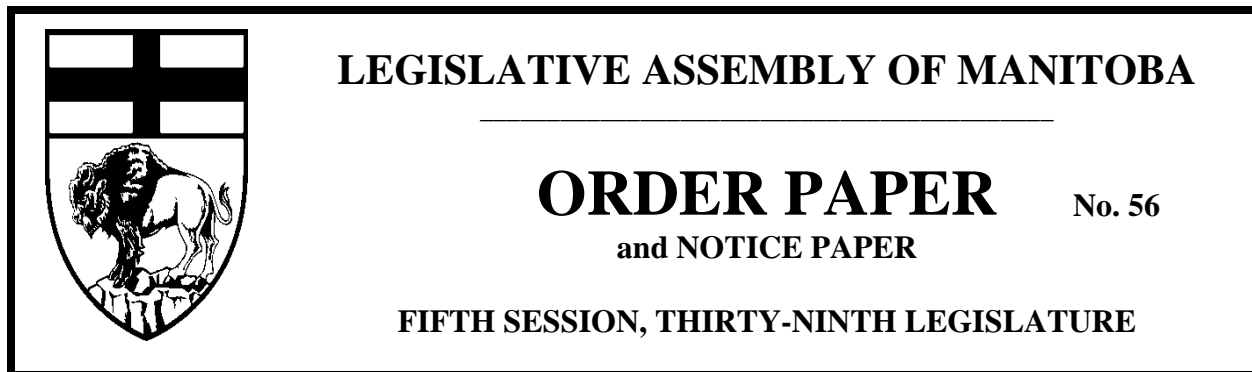 LEGISLATIVE ASSEMBLY OF MANITOBA
ORDER PAPER No. 56
and NOTICE PAPER
FIFTH SESSION, THIRTY-NINTH LEGISLATURE